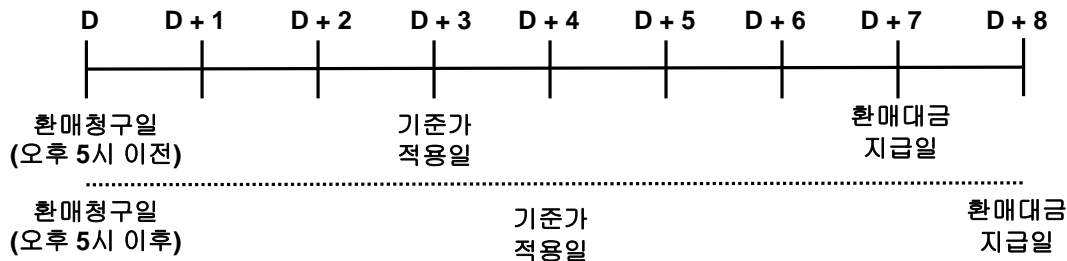 D D + 1 D + 2 D + 3 D + 4 D + 5 D + 6 D + 7 D + 8
환매청구일
(오후 5시 이전)
기준가
적용일
환매대금
지급일
환매청구일
(오후 5시 이후)
기준가
적용일
환매대금
지급일